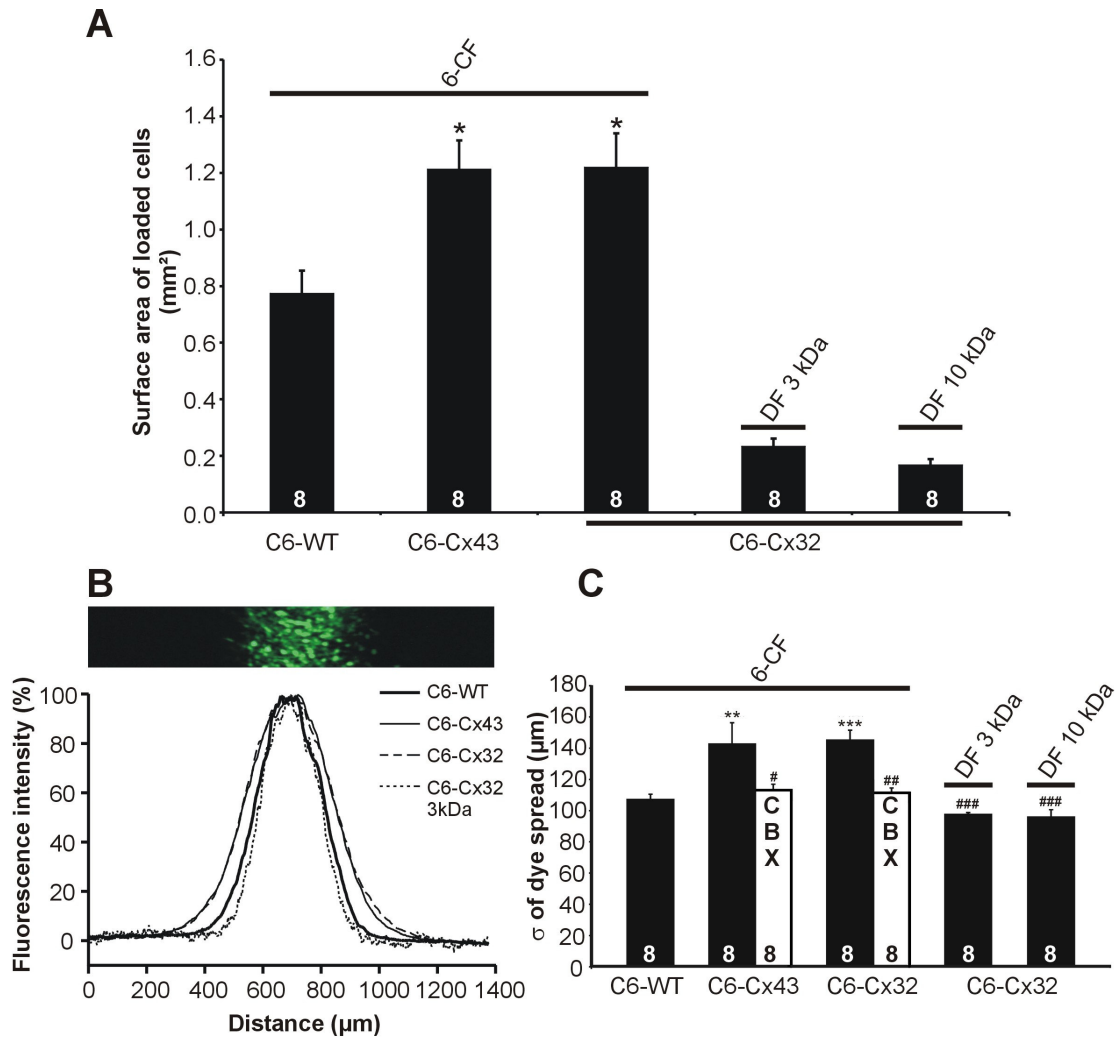 A
6-CF
1.6
1.4
1.2
1.0
0.8
0.6
0.4
0.2
0.0
Surface area of loaded cells
(mm²)
*
*
DF 3 kDa
DF 10 kDa
8
8
8
8
8
C6-WT
C6-Cx43
C6-Cx32
B
Fluorescence intensity (%)
100
80
60
40
20
0
C6-WT
C6-Cx43
C6-Cx32
C6-Cx32
3kDa
0
200
400
600
800
1000
1200
1400
Distance (µm)
C
6-CF
180
160
140
120
100
80
60
40
20
0
σ of dye spread (µm)
**
#
***
##
DF 3 kDa
###
DF 10 kDa
###
C
B
X
C
B
X
8
8
8
8
8
8
8
C6-WT
C6-Cx43
C6-Cx32
C6-Cx32